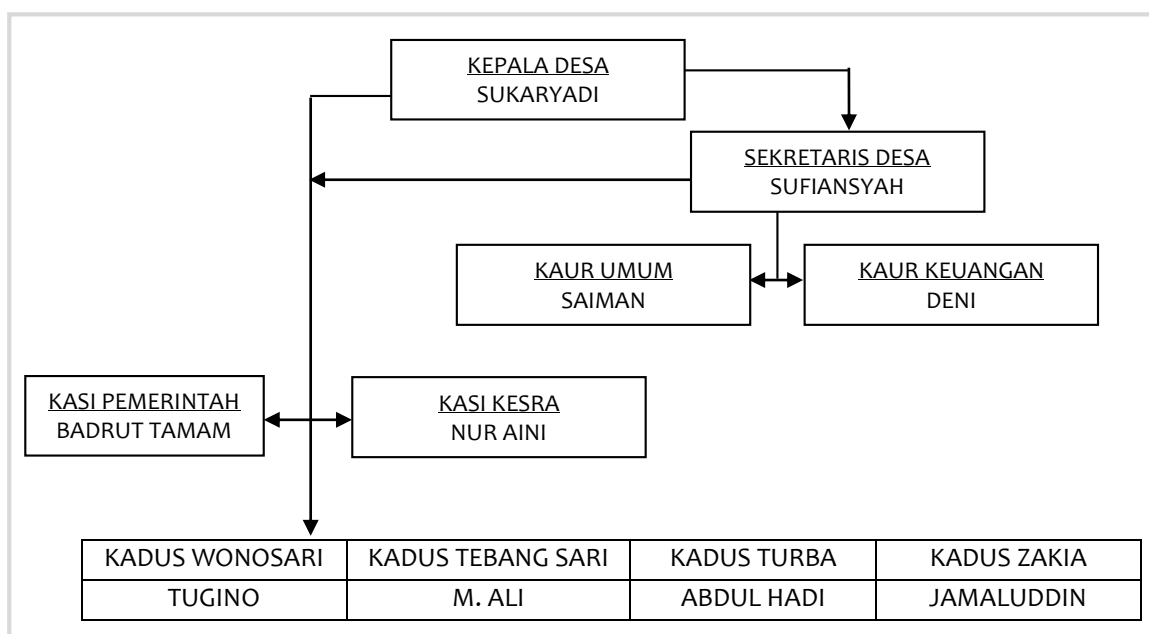 KEPALA DESA
SUKARYADI
SEKRETARIS DESA
SUFIANSYAH
KAUR UMUM
SAIMAN
KAUR KEUANGAN
DENI
KASI PEMERINTAH
BADRUT TAMAM
KASI KESRA
NUR AINI
KADUS WONOSARI KADUS TEBANG SARI KADUS TURBA KADUS ZAKIA
TUGINO M. ALI ABDUL HADI JAMALUDDIN